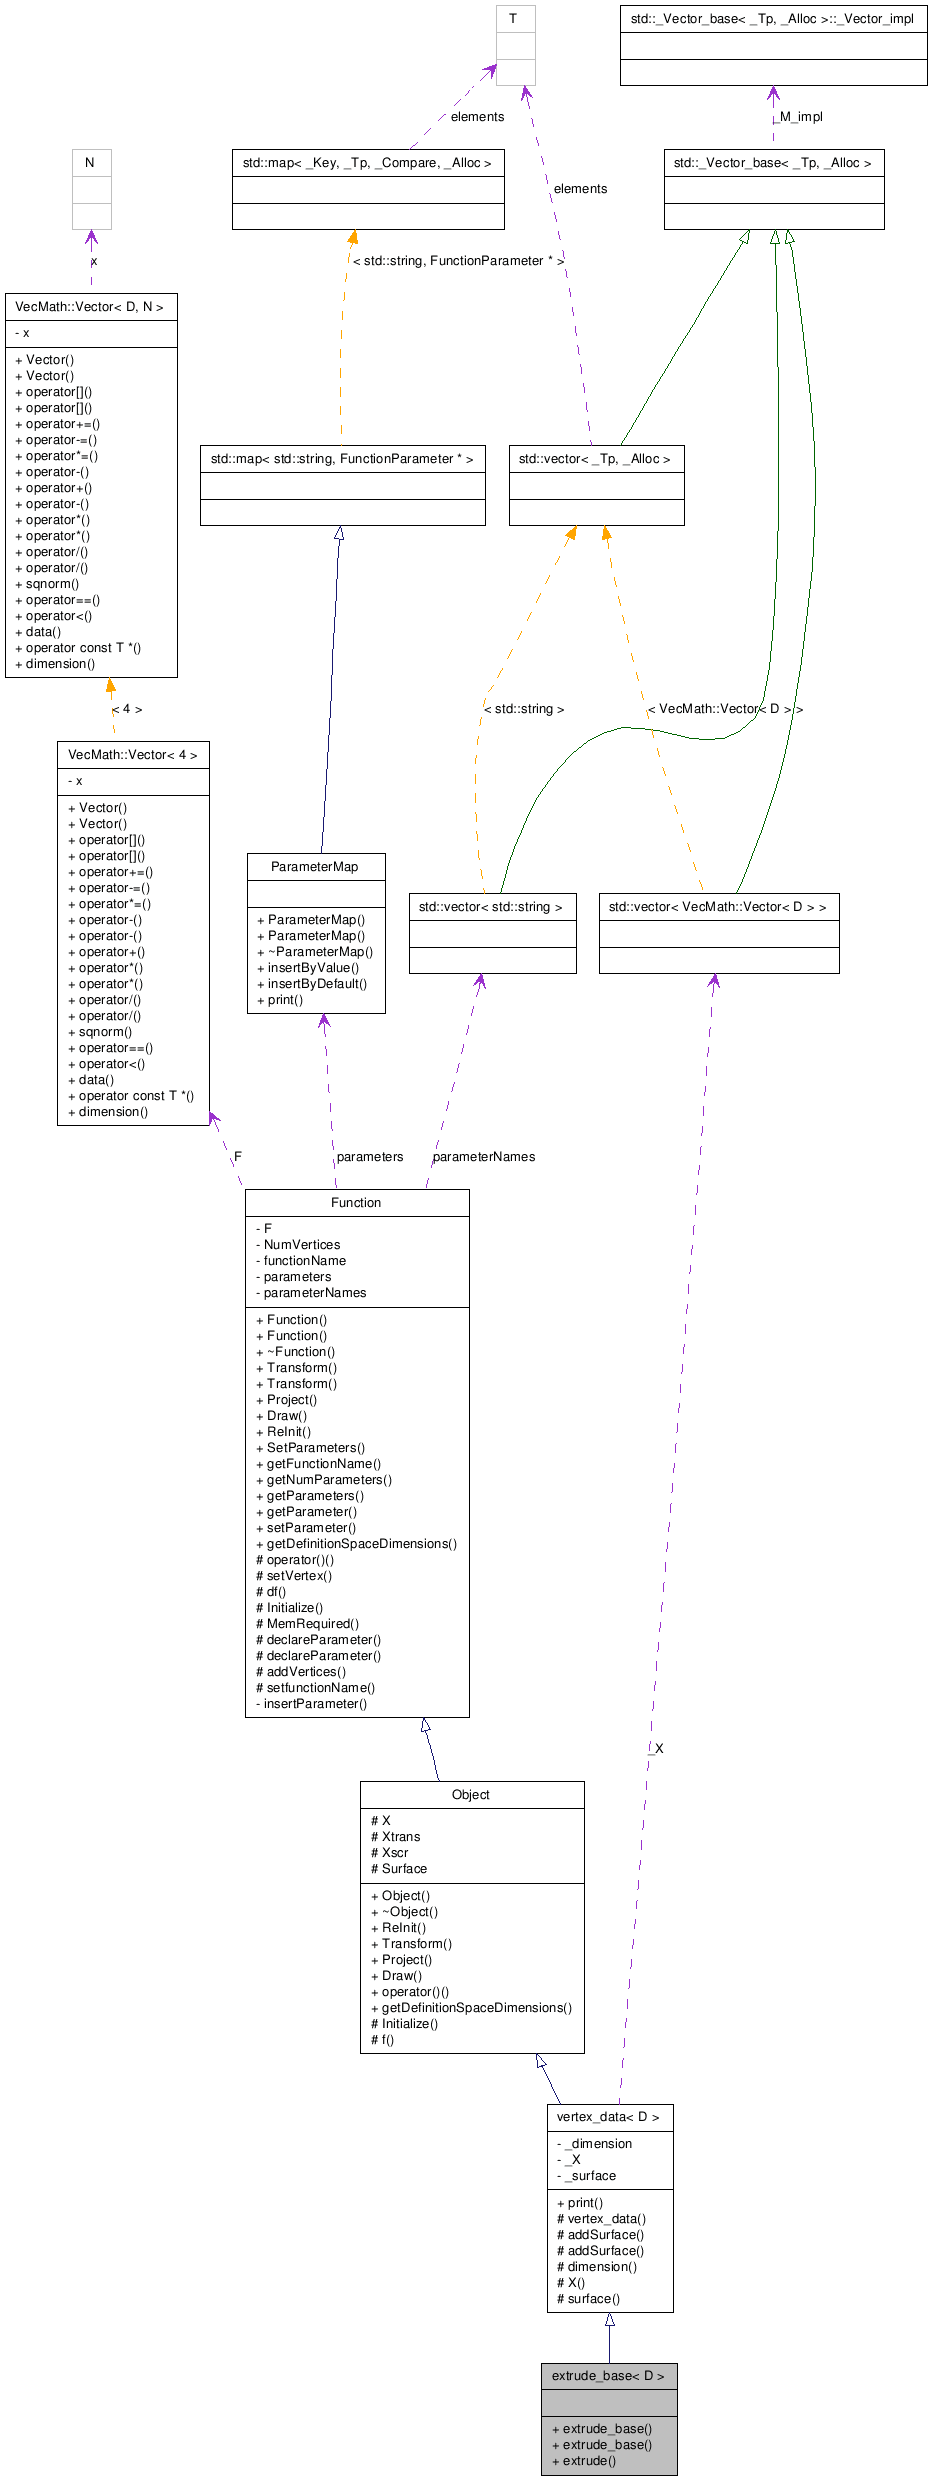 T
std::_Vector_base< _Tp, _Alloc >::_Vector_impl
elements
_M_impl
N
std::map< _Key, _Tp, _Compare, _Alloc >
std::_Vector_base< _Tp, _Alloc >
elements
x
< std::string, FunctionParameter * >
VecMath::Vector< D, N >
- x
+ Vector()
+ Vector()
+ operator[]()
+ operator[]()
+ operator+=()
+ operator-=()
+ operator*=()
+ operator-()
+ operator+()
+ operator-()
+ operator*()
+ operator*()
+ operator/()
+ operator/()
+ sqnorm()
+ operator==()
+ operator<()
+ data()
+ operator const T *()
+ dimension()
std::map< std::string, FunctionParameter * >
std::vector< _Tp, _Alloc >
< 4 >
< std::string >
< VecMath::Vector< D > >
VecMath::Vector< 4 >
- x
+ Vector()
+ Vector()
+ operator[]()
+ operator[]()
+ operator+=()
+ operator-=()
+ operator*=()
+ operator-()
+ operator-()
+ operator+()
+ operator*()
+ operator*()
+ operator/()
+ operator/()
+ sqnorm()
+ operator==()
+ operator<()
+ data()
+ operator const T *()
+ dimension()
ParameterMap
+ ParameterMap()
+ ParameterMap()
+ ~ParameterMap()
+ insertByValue()
+ insertByDefault()
+ print()
std::vector< std::string >
std::vector< VecMath::Vector< D > >
F
parameters
parameterNames
Function
- F
- NumVertices
- functionName
- parameters
- parameterNames
+ Function()
+ Function()
+ ~Function()
+ Transform()
+ Transform()
+ Project()
+ Draw()
+ ReInit()
+ SetParameters()
+ getFunctionName()
+ getNumParameters()
+ getParameters()
+ getParameter()
+ setParameter()
+ getDefinitionSpaceDimensions()
# operator()()
# setVertex()
# df()
# Initialize()
# MemRequired()
# declareParameter()
# declareParameter()
# addVertices()
# setfunctionName()
- insertParameter()
_X
Object
# X
# Xtrans
# Xscr
# Surface
+ Object()
+ ~Object()
+ ReInit()
+ Transform()
+ Project()
+ Draw()
+ operator()()
+ getDefinitionSpaceDimensions()
# Initialize()
# f()
vertex_data< D >
- _dimension
- _X
- _surface
+ print()
# vertex_data()
# addSurface()
# addSurface()
# dimension()
# X()
# surface()
extrude_base< D >
+ extrude_base()
+ extrude_base()
+ extrude()